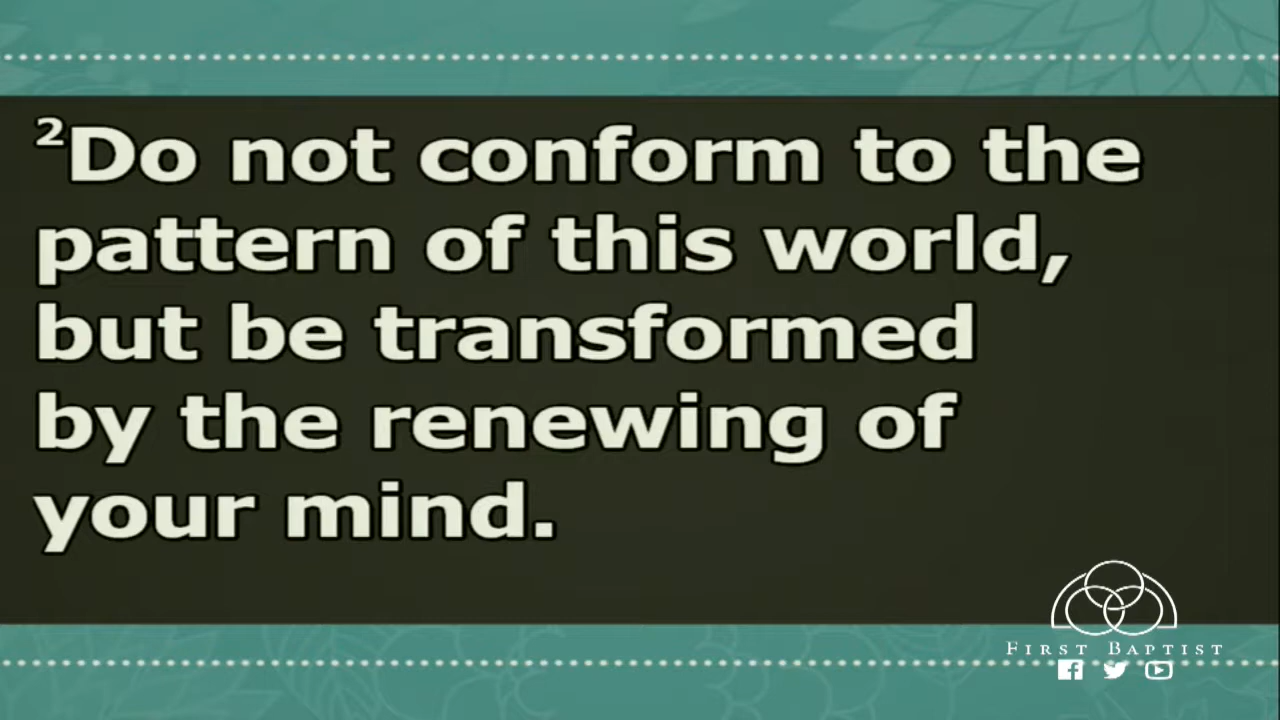 ²Do not conform to the
pattern of this world,
but be transformed
by the renewing of
your mind.
First Baptist